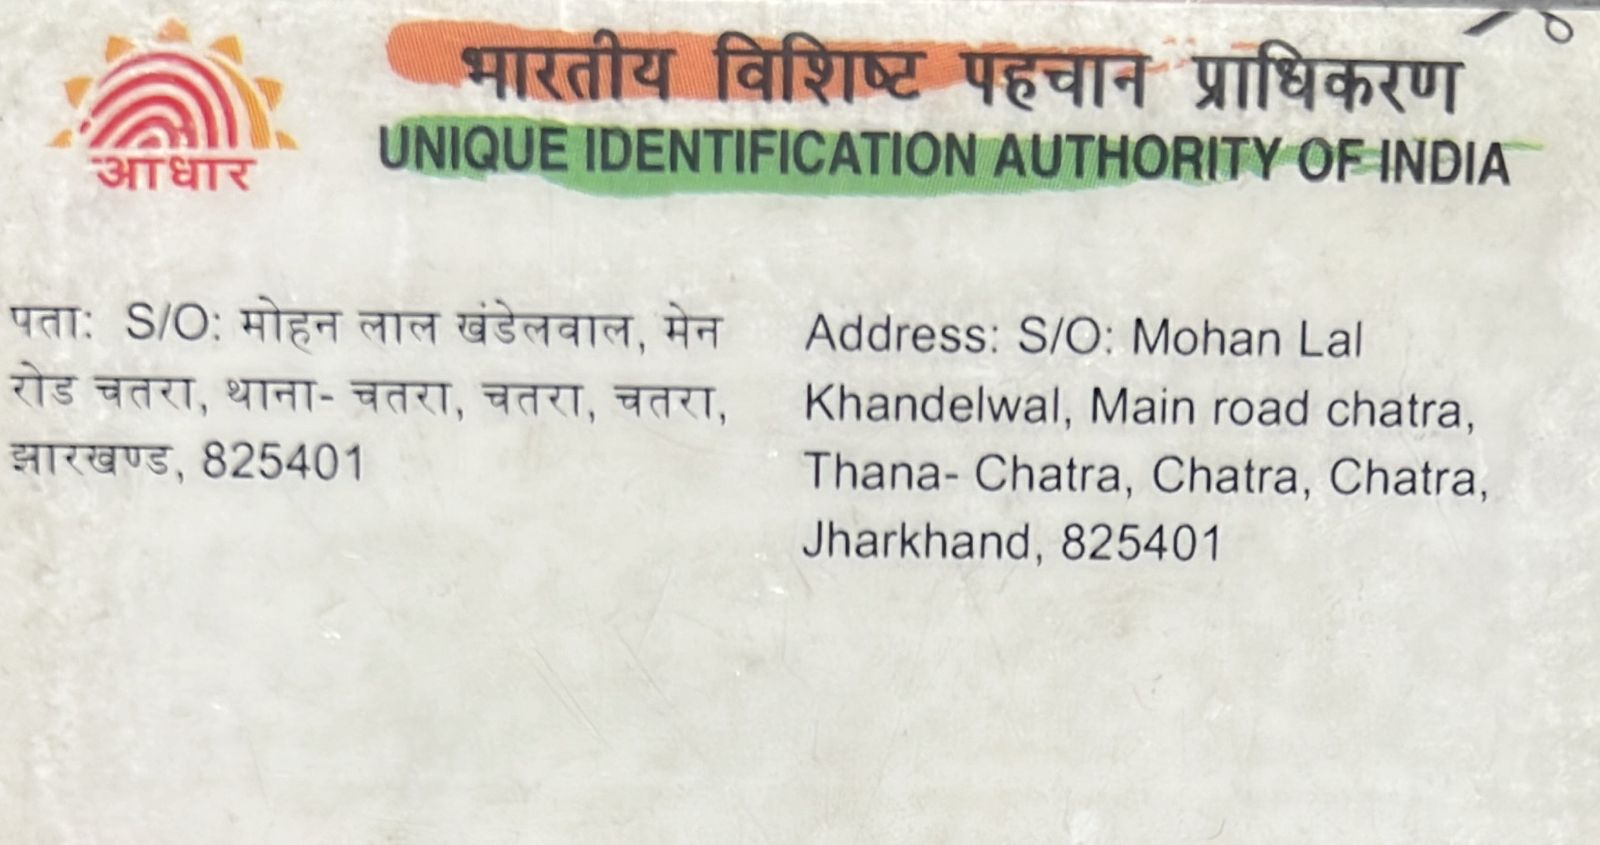 आधार
भारतीय विशिष्ट पहचान प्राधिकरण
UNIQUE IDENTIFICATION AUTHORITY OF INDIA
पता: S/O: मोहन लाल खंडेलवाल, मेन
रोड चतरा, थाना- चतरा, चतरा, चतरा,
झारखण्ड, 825401
Address: S/O: Mohan Lal
Khandelwal, Main road chatra,
Thana- Chatra, Chatra, Chatra,
Jharkhand, 825401